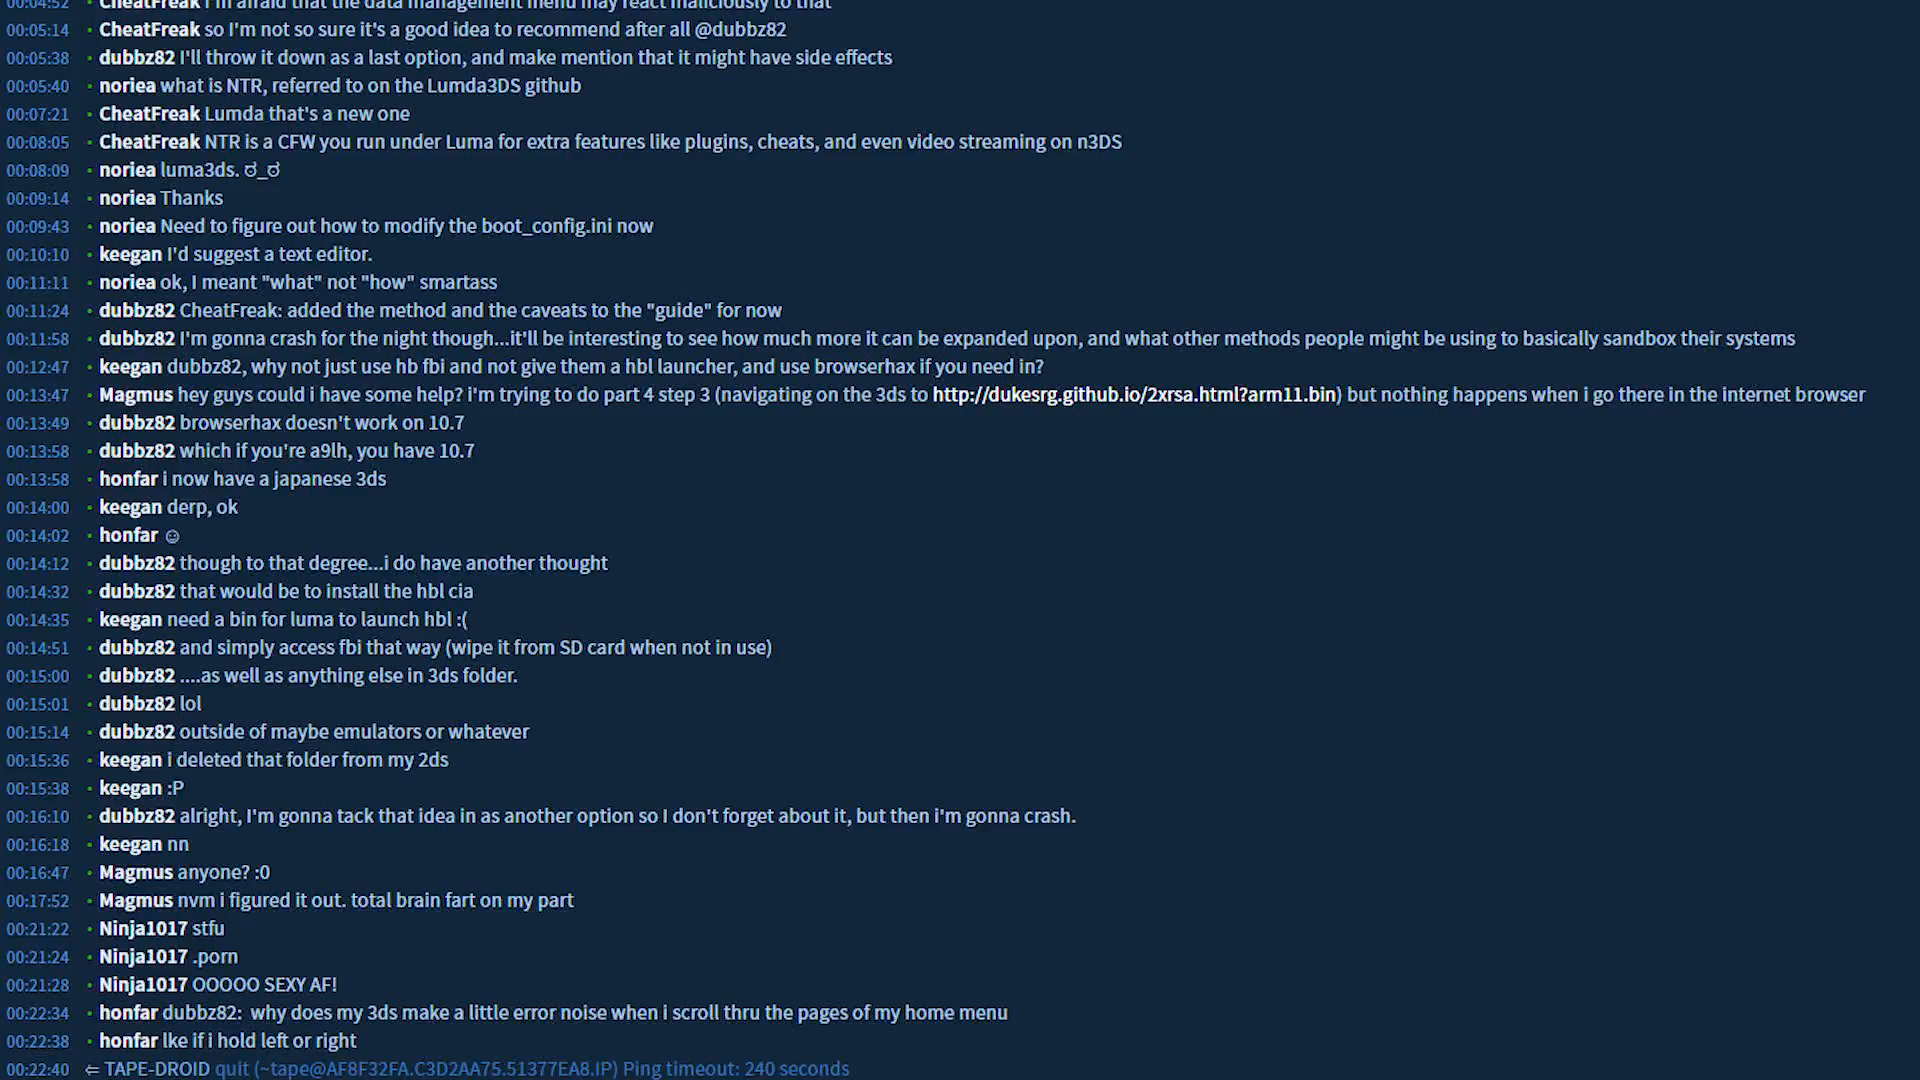 00:04:52 • CheatFreak I'm afraid that the data management menu may react maliciously to that
00:05:14 • CheatFreak so I'm not so sure it's a good idea to recommend after all @dubbz82
00:05:38 • dubbz82 I'll throw it down as a last option, and make mention that it might have side effects
00:05:40 • noriea what is NTR, referred to on the Lumda3DS github
00:07:21 • CheatFreak Lumda that's a new one
00:08:05 • CheatFreak NTR is a CFW you run under Luma for extra features like plugins, cheats, and even video streaming on n3DS
00:08:09 • noriea luma3ds. ಠ_ಠ
00:09:14 • noriea Thanks
00:09:43 • noriea Need to figure out how to modify the boot_config.ini now
00:10:10 • keegan I'd suggest a text editor.
00:11:11 • noriea ok, I meant "what" not "how" smartass
00:11:24 • dubbz82 CheatFreak: added the method and the caveats to the "guide" for now
00:11:58 • dubbz82 I'm gonna crash for the night though...it'll be interesting to see how much more it can be expanded upon, and what other methods people might be using to basically sandbox their systems
00:12:47 • keegan dubbz82, why not just use hb fbi and not give them a hbl launcher, and use browserhax if you need in?
00:13:47 • Magmus hey guys could i have some help? i'm trying to do part 4 step 3 (navigating on the 3ds to http://dukesrg.github.io/2xrsa.html?arm11.bin) but nothing happens when i go there in the internet browser
00:13:49 • dubbz82 browserhax doesn't work on 10.7
00:13:58 • dubbz82 which if you're a9lh, you have 10.7
00:13:58 • honfar i now have a japanese 3ds
00:14:00 • keegan derp, ok
00:14:02 • honfar ☺
00:14:12 • dubbz82 though to that degree...i do have another thought
00:14:32 • dubbz82 that would be to install the hbl cia
00:14:35 • keegan need a bin for luma to launch hbl :(
00:14:51 • dubbz82 and simply access fbi that way (wipe it from SD card when not in use)
00:15:00 • dubbz82 ....as well as anything else in 3ds folder.
00:15:01 • dubbz82 lol
00:15:14 • dubbz82 outside of maybe emulators or whatever
00:15:36 • keegan i deleted that folder from my 2ds
00:15:38 • keegan :P
00:16:10 • dubbz82 alright, I'm gonna tack that idea in as another option so I don't forget about it, but then i'm gonna crash.
00:16:18 • keegan nn
00:16:47 • Magmus anyone? :0
00:17:52 • Magmus nvm i figured it out. total brain fart on my part
00:21:22 • Ninja1017 stfu
00:21:24 • Ninja1017 .porn
00:21:28 • Ninja1017 OOOOO SEXY AF!
00:22:34 • honfar dubbz82:  why does my 3ds make a little error noise when i scroll thru the pages of my home menu
00:22:38 • honfar lke if i hold left or right
00:22:40 ⇐ TAPE-DROID quit (~tape@AF8F32FA.C3D2AA75.51377EA8.IP) Ping timeout: 240 seconds